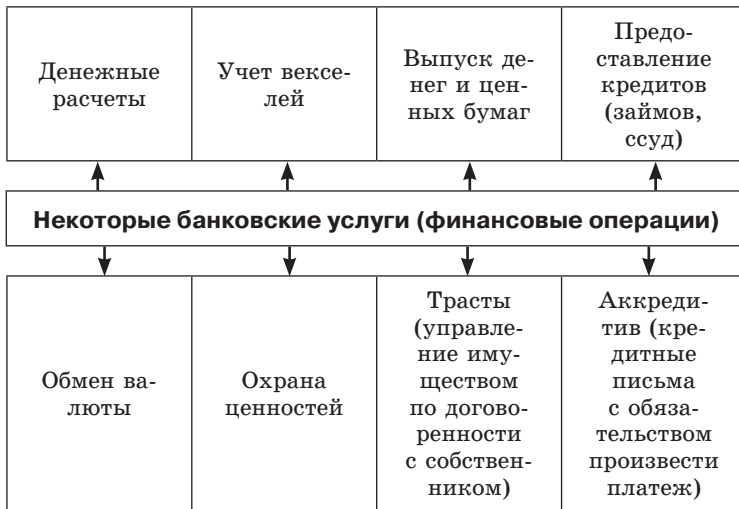 Денежные
расчеты
Учет вексе-
лей
Выпуск де-
нег и цен-
ных бумаг
Предо-
ставление
кредитов
(займов,
ссуд)
Некоторые банковские услуги (финансовые операции)
Обмен ва-
люты
Охрана
ценностей
Трасты
(управле-
ние иму-
ществом
по догово-
ренности
с собствен-
ником)
Аккреди-
тив (кре-
дитные
письма
с обяза-
тельством
произвести
платеж)